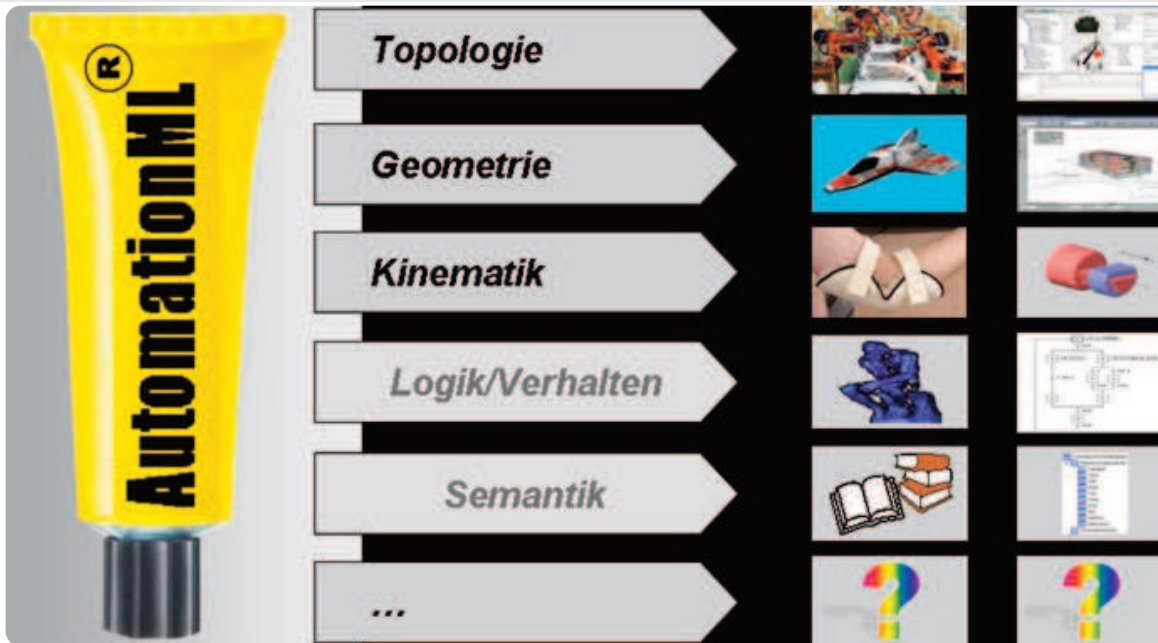 AutomationML®
Topologie
Geometrie
Kinematik
Logik/Verhalten
Semantik
...